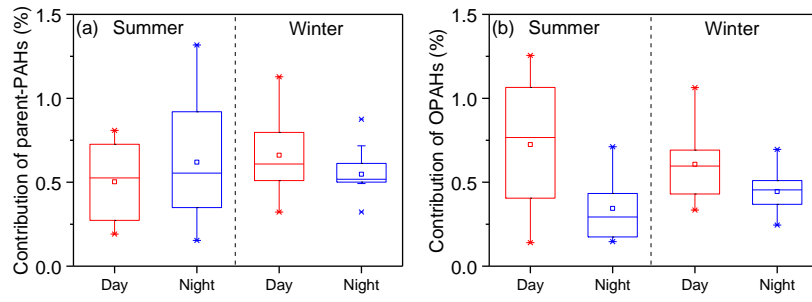 (a) Summer Winter
Contribution of parent-PAHs (%)
1.5
1.0
0.5
0.0
Day Night Day Night
(b) Summer Winter
Contribution of OPAHs (%)
1.5
1.0
0.5
0.0
Day Night Day Night